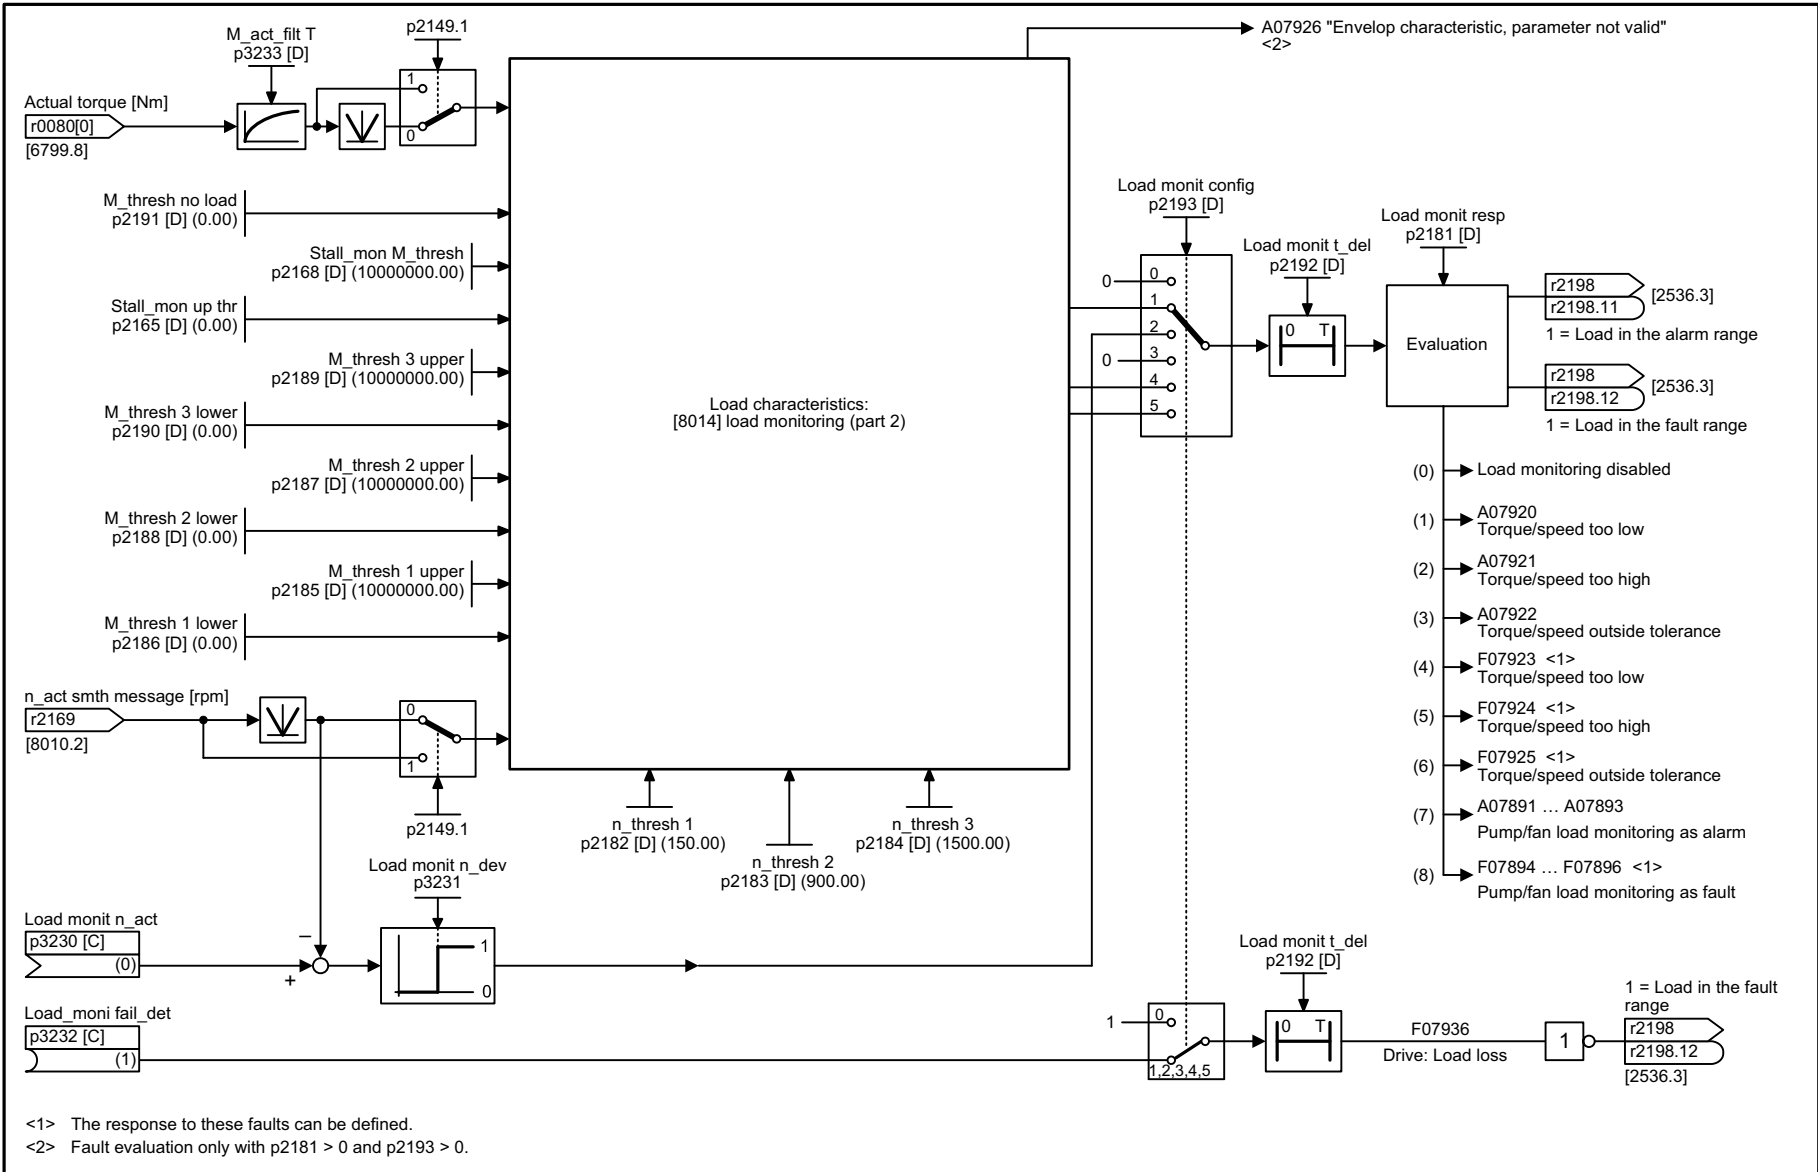 M_act_filt T
p3233 [D]
p2149.1
A07926 "Envelop characteristic, parameter not valid"
<2>
Actual torque [Nm]
r0080[0]
[6799.8]
1
0
M_thresh no load
p2191 [D] (0.00)
Stall_mon M_thresh
p2168 [D] (10000000.00)
Stall_mon up thr
p2165 [D] (0.00)
M_thresh 3 upper
p2189 [D] (10000000.00)
M_thresh 3 lower
p2190 [D] (0.00)
M_thresh 2 upper
p2187 [D] (10000000.00)
M_thresh 2 lower
p2188 [D] (0.00)
M_thresh 1 upper
p2185 [D] (10000000.00)
M_thresh 1 lower
p2186 [D] (0.00)
Load characteristics:
[8014] load monitoring (part 2)
Load monit config
p2193 [D]
0 0
1
2
0 3
4
5
Load monit t_del
p2192 [D]
0 T
Load monit resp
p2181 [D]
Evaluation
r2198
r2198.11
[2536.3]
1 = Load in the alarm range
r2198
r2198.12
[2536.3]
1 = Load in the fault range
(0) Load monitoring disabled
(1) A07920
Torque/speed too low
(2) A07921
Torque/speed too high
(3) A07922
Torque/speed outside tolerance
(4) F07923 <1>
Torque/speed too low
(5) F07924 <1>
Torque/speed too high
(6) F07925 <1>
Torque/speed outside tolerance
(7) A07891 … A07893
Pump/fan load monitoring as alarm
(8) F07894 … F07896 <1>
Pump/fan load monitoring as fault
n_act smth message [rpm]
r2169
[8010.2]
0
1
p2149.1
n_thresh 1
p2182 [D] (150.00)
n_thresh 2
p2183 [D] (900.00)
n_thresh 3
p2184 [D] (1500.00)
Load monit n_dev
p3231
1
0
Load monit n_act
p3230 [C]
(0)
–
+
Load_moni fail_det
p3232 [C]
(1)
1 0
1,2,3,4,5
Load monit t_del
p2192 [D]
0 T
F07936
Drive: Load loss
1
1 = Load in the fault
range
r2198
r2198.12
[2536.3]
<1> The response to these faults can be defined.
<2> Fault evaluation only with p2181 > 0 and p2193 > 0.